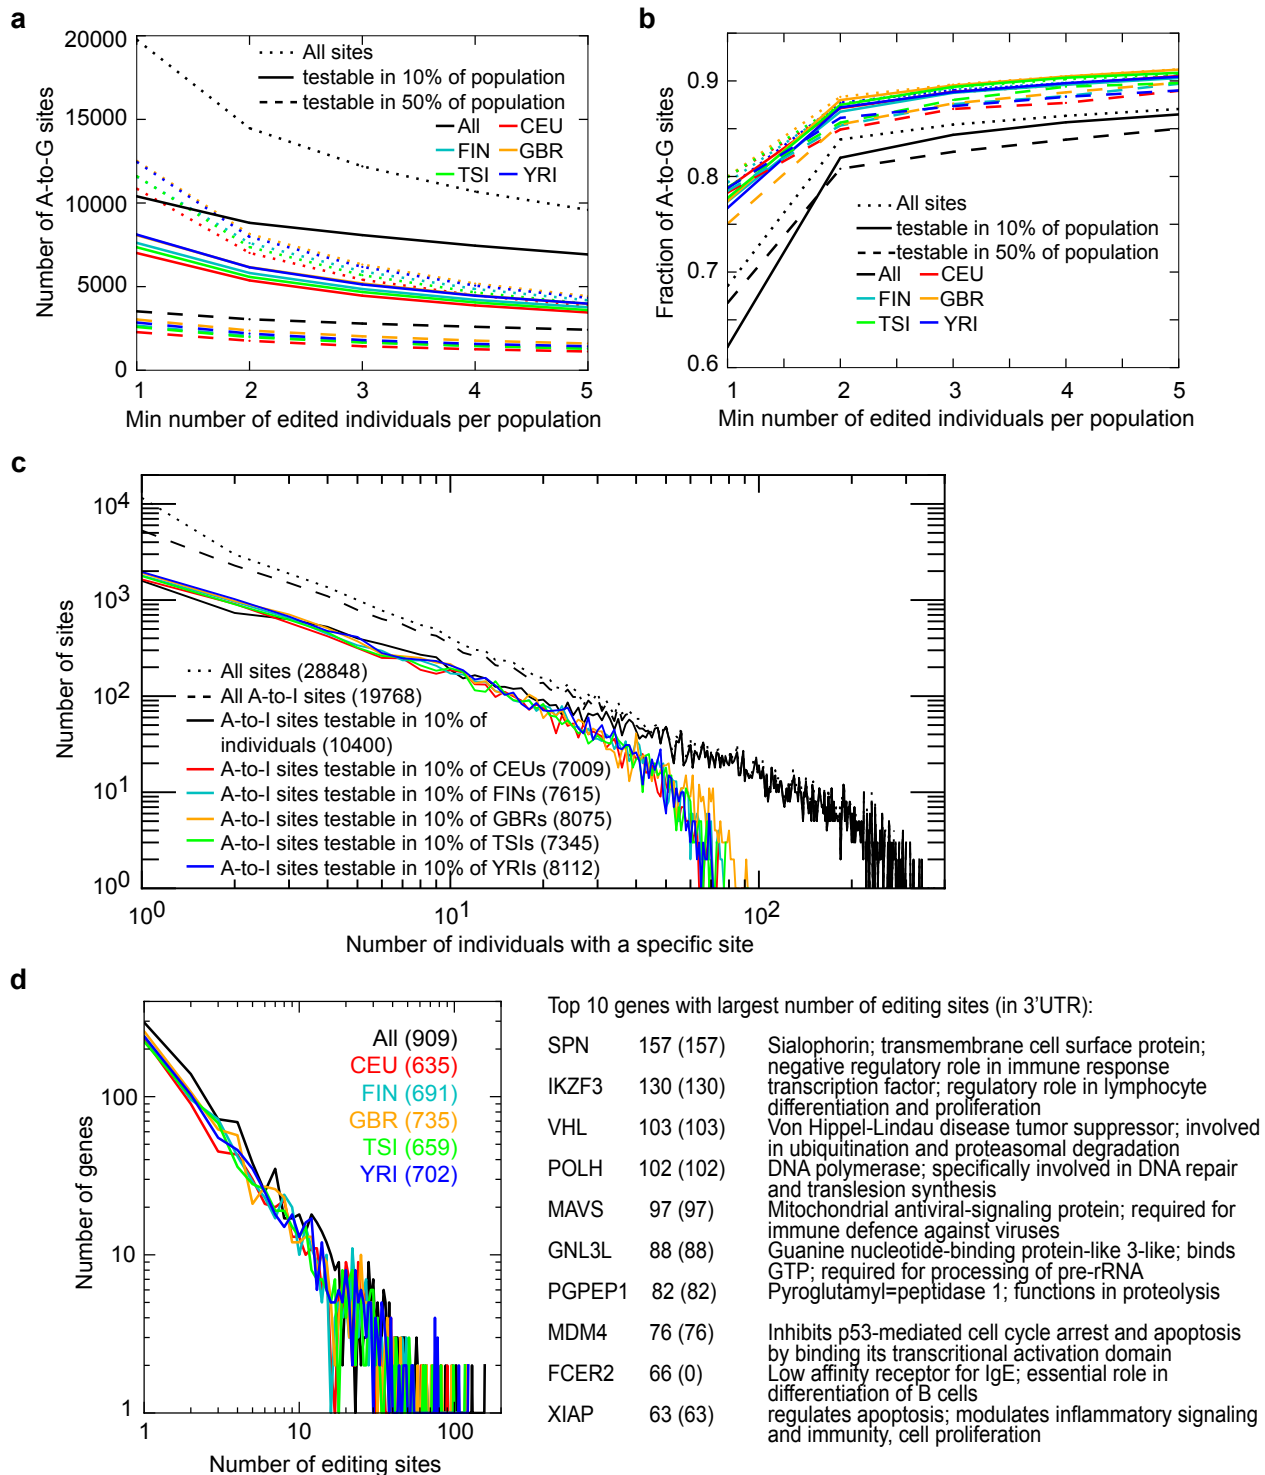 a
20000
15000
10000
5000
0
1
2
3
4
5
Number of A-to-G sites
Min number of edited individuals per population
All sites
testable in 10% of population
testable in 50% of population
All
CEU
FIN
GBR
TSI
YRI
b
0.9
0.8
0.7
0.6
1
2
3
4
5
Fraction of A-to-G sites
Min number of edited individuals per population
All sites
testable in 10% of population
testable in 50% of population
All
CEU
FIN
GBR
TSI
YRI
c
10⁴
10³
10²
10¹
10⁰
10⁰
10¹
10²
Number of sites
Number of individuals with a specific site
All sites (28848)
All A-to-I sites (19768)
A-to-I sites testable in 10% of
individuals (10400)
A-to-I sites testable in 10% of CEUs (7009)
A-to-I sites testable in 10% of FINs (7615)
A-to-I sites testable in 10% of GBRs (8075)
A-to-I sites testable in 10% of TSIs (7345)
A-to-I sites testable in 10% of YRIs (8112)
d
100
10
1
1
10
100
Number of genes
Number of editing sites
All (909)
CEU (635)
FIN (691)
GBR (735)
TSI (659)
YRI (702)
Top 10 genes with largest number of editing sites (in 3'UTR):
SPN 157 (157) Sialophorin; transmembrane cell surface protein;
negative regulatory role in immune response
IKZF3 130 (130) transcription factor; regulatory role in lymphocyte
differentiation and proliferation
VHL 103 (103) Von Hippel-Lindau disease tumor suppressor; involved
in ubiquitination and proteasomal degradation
POLH 102 (102) DNA polymerase; specifically involved in DNA repair
and translesion synthesis
MAVS 97 (97) Mitochondrial antiviral-signaling protein; required for
immune defence against viruses
GNL3L 88 (88) Guanine nucleotide-binding protein-like 3-like; binds
GTP; required for processing of pre-rRNA
PGPEP1 82 (82) Pyroglutamyl=peptidase 1; functions in proteolysis
MDM4 76 (76) Inhibits p53-mediated cell cycle arrest and apoptosis
by binding its transcritional activation domain
FCER2 66 (0) Low affinity receptor for IgE; essential role in
differentiation of B cells
XIAP 63 (63) regulates apoptosis; modulates inflammatory signaling
and immunity, cell proliferation